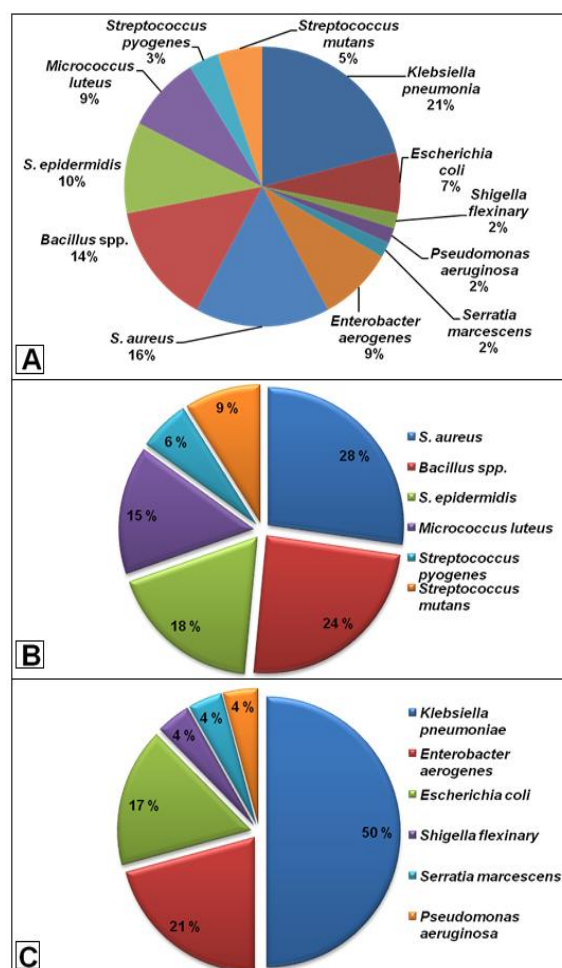 Streptococcus
pyogenes
3%
Streptococcus
mutans
5%
Micrococcus
luteus
9%
Klebsiella
pneumonia
21%
S. epidermidis
10%
Escherichia
coli
7%
Shigella
flexinary
2%
Bacillus spp.
14%
Pseudomonas
aeruginosa
2%
Serratia
marcescens
2%
Enterobacter
aerogenes
9%
S. aureus
16%
A
9 %
6 %
28 %
15 %
18 %
24 %
S. aureus
Bacillus spp.
S. epidermidis
Micrococcus luteus
Streptococcus
pyogenes
Streptococcus
mutans
B
4 %
4 %
4 %
17 %
50 %
21 %
Klebsiella
pneumoniae
Enterobacter
aerogenes
Escherichia coli
Shigella flexinary
Serratia marcescens
Pseudomonas
aeruginosa
C